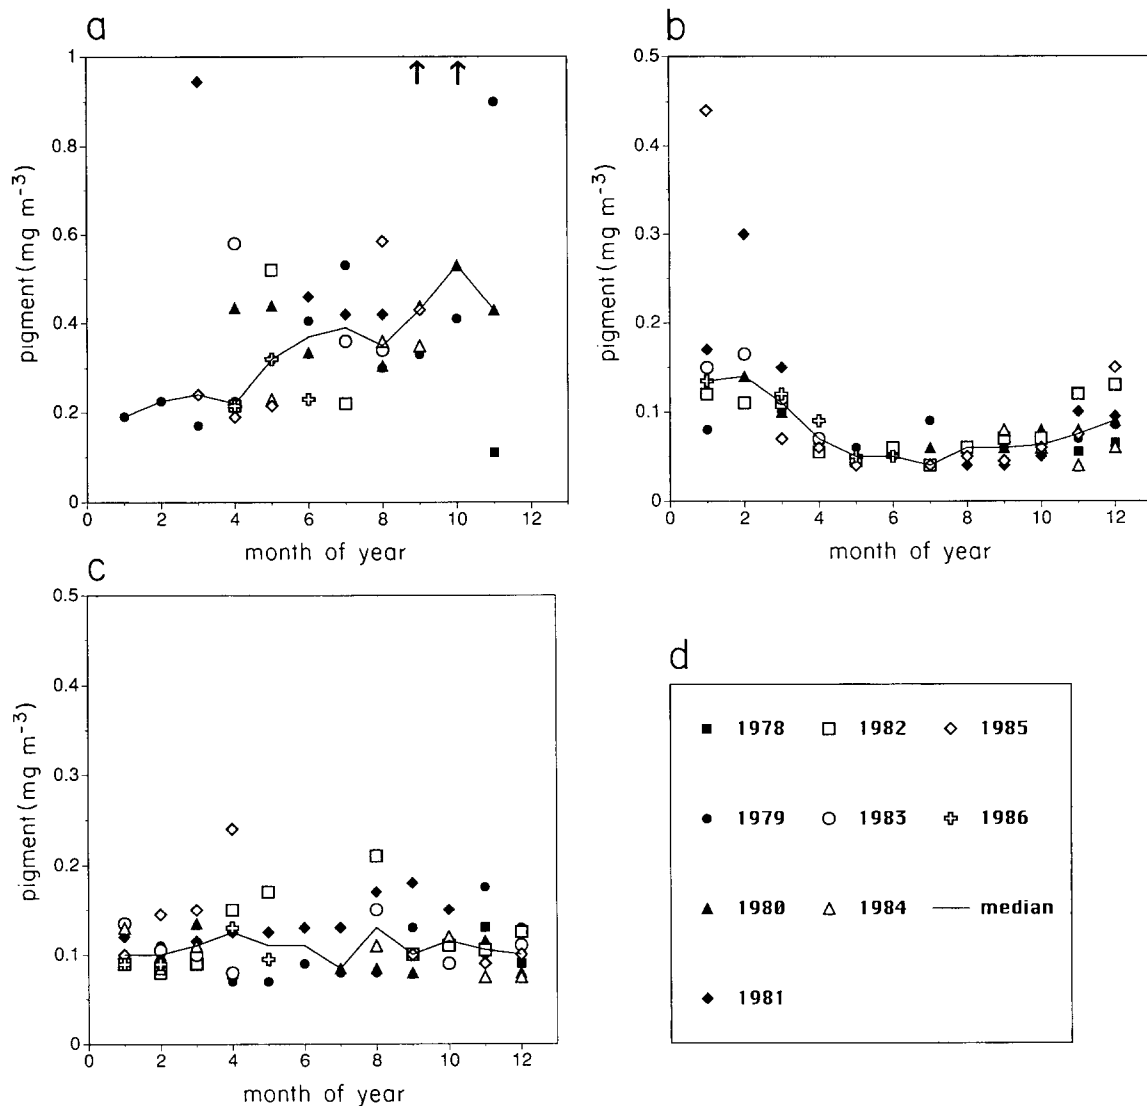 a
pigment (mg m⁻³)
1
0.8
0.6
0.4
0.2
0
0 2 4 6 8 10 12
month of year
b
pigment (mg m⁻³)
0.5
0.4
0.3
0.2
0.1
0
0 2 4 6 8 10 12
month of year
c
pigment (mg m⁻³)
0.5
0.4
0.3
0.2
0.1
0
0 2 4 6 8 10 12
month of year
d
1978 1982 1985
1979 1983 1986
1980 1984 median
1981